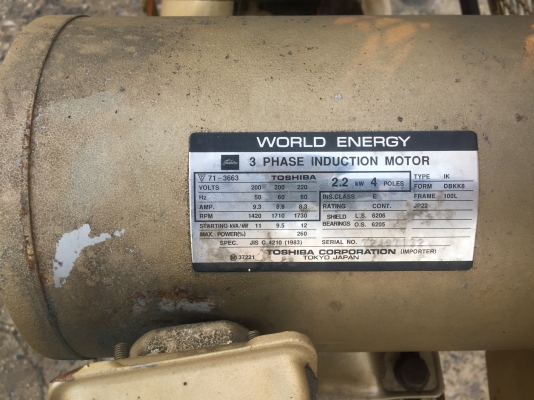 WORLD ENERGY
Toshiba 3 PHASE INDUCTION MOTOR
71-3663 TOSHIBA 2.2 kW 4 POLES TYPE IK
VOLTS 200 200 220 INS.CLASS E FORM DBKK8
Hz 50 60 60 RATING CONT. FRAME 100L
AMP. 9.3 8.8 8.3 SHIELD BEARINGS L.S. 6206 JP22
RPM 1420 1710 1730 O.S. 6205
STARTING kVA/kW 11 9.5 12
MAX. POWER(%) 260
SPEC. JIS C 4210 (1983) SERIAL NO.
37221 TOSHIBA CORPORATION (IMPORTER)
TOKYO JAPAN